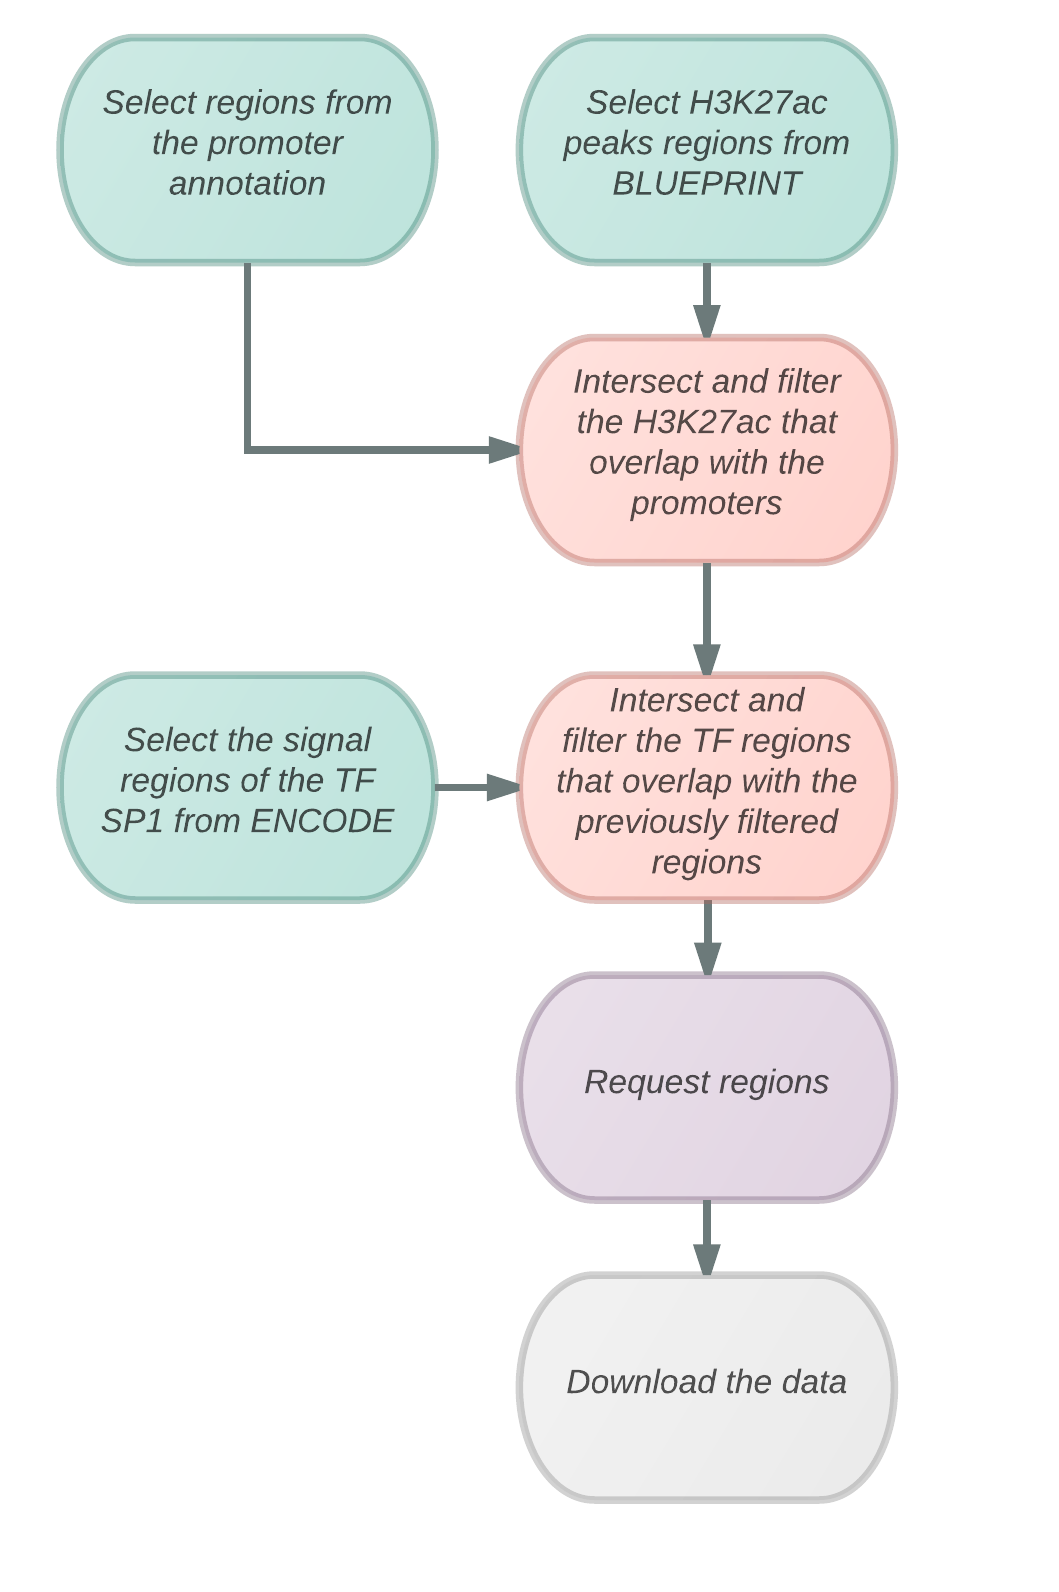 Select regions from
the promoter
annotation
Select H3K27ac
peaks regions from
BLUEPRINT
Intersect and filter
the H3K27ac that
overlap with the
promoters
Select the signal
regions of the TF
SP1 from ENCODE
Intersect and
filter the TF regions
that overlap with the
previously filtered
regions
Request regions
Download the data